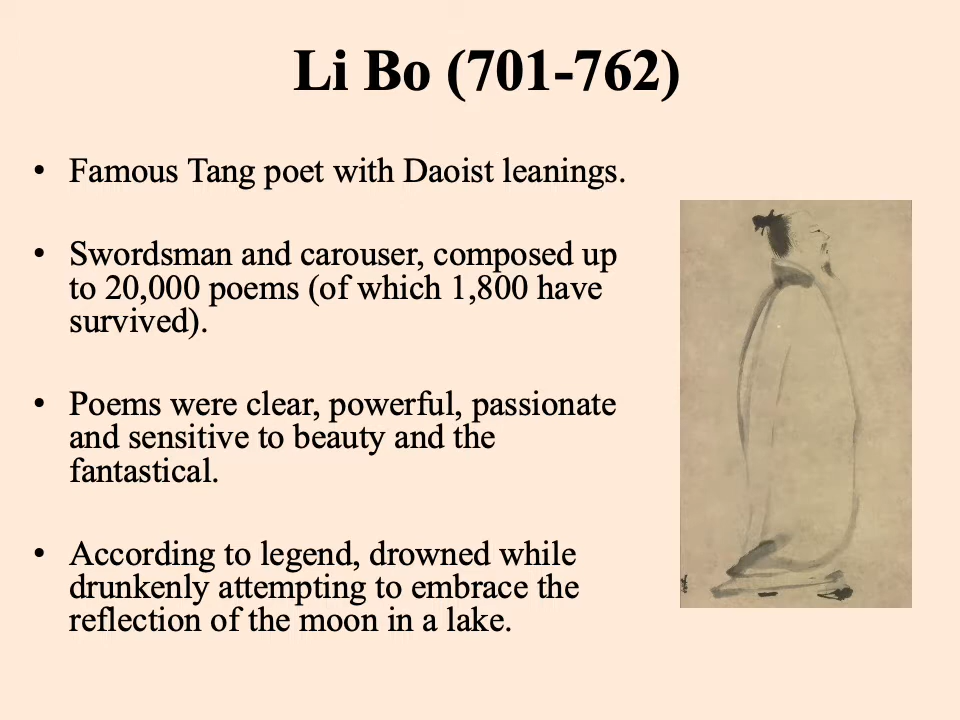 Li Bo (701-762)
• Famous Tang poet with Daoist leanings.
• Swordsman and carouser, composed up
to 20,000 poems (of which 1,800 have
survived).
• Poems were clear, powerful, passionate
and sensitive to beauty and the
fantastical.
• According to legend, drowned while
drunkenly attempting to embrace the
reflection of the moon in a lake.